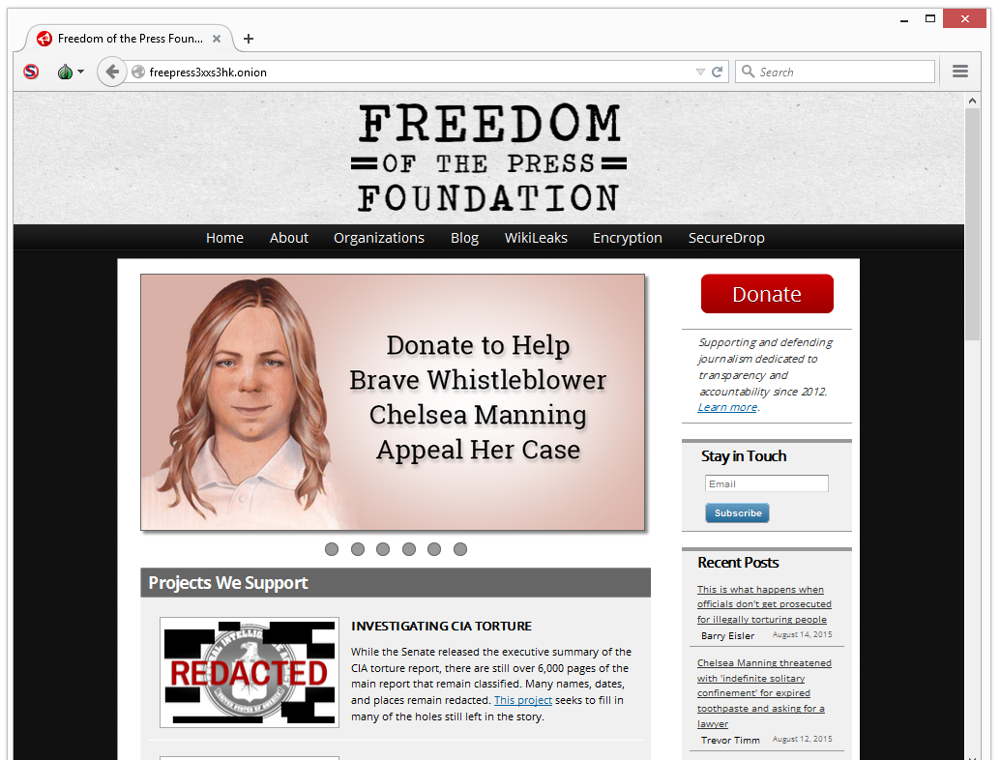 Freedom of the Press Foun...
freepress3xxs3hk.onion
Search
FREEDOM
OF THE PRESS
FOUNDATION
Home About Organizations Blog WikiLeaks Encryption SecureDrop
Donate to Help
Brave Whistleblower
Chelsea Manning
Appeal Her Case
Projects We Support
REDACTED
INVESTIGATING CIA TORTURE
While the Senate released the executive summary of the
CIA torture report, there are still over 6,000 pages of the
main report that remain classified. Many names, dates,
and places remain redacted. This project seeks to fill in
many of the holes still left in the story.
Donate
Supporting and defending
journalism dedicated to
transparency and
accountability since 2012.
Learn more.
Stay in Touch
Email
Subscribe
Recent Posts
This is what happens when
officials don't get prosecuted
for illegally torturing people
Barry Eisler August 14, 2015
Chelsea Manning threatened
with 'indefinite solitary
confinement' for expired
toothpaste and asking for a
lawyer
Trevor Timm August 12, 2015